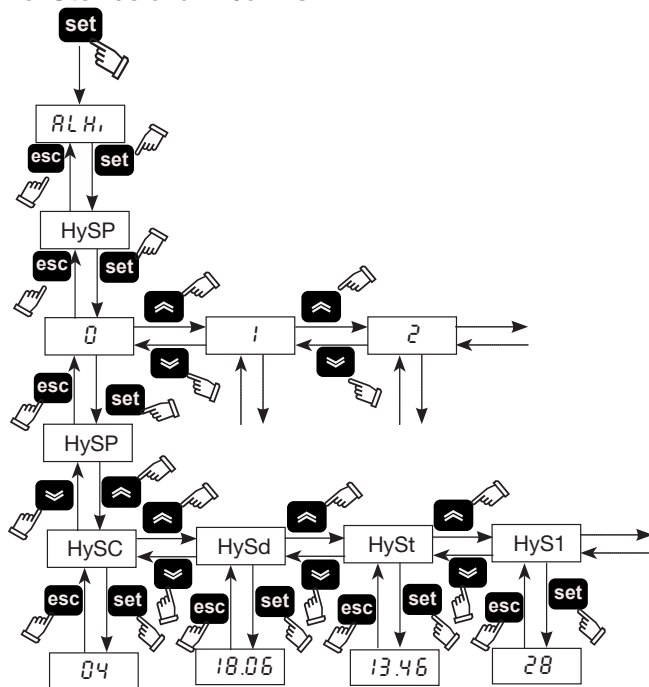 set
ALHi
esc
set
HySP
esc
set
0
1
2
esc
set
HySP
HySC
HySd
HySt
HyS1
esc
set
esc
set
esc
set
esc
set
04
18.06
13.46
28